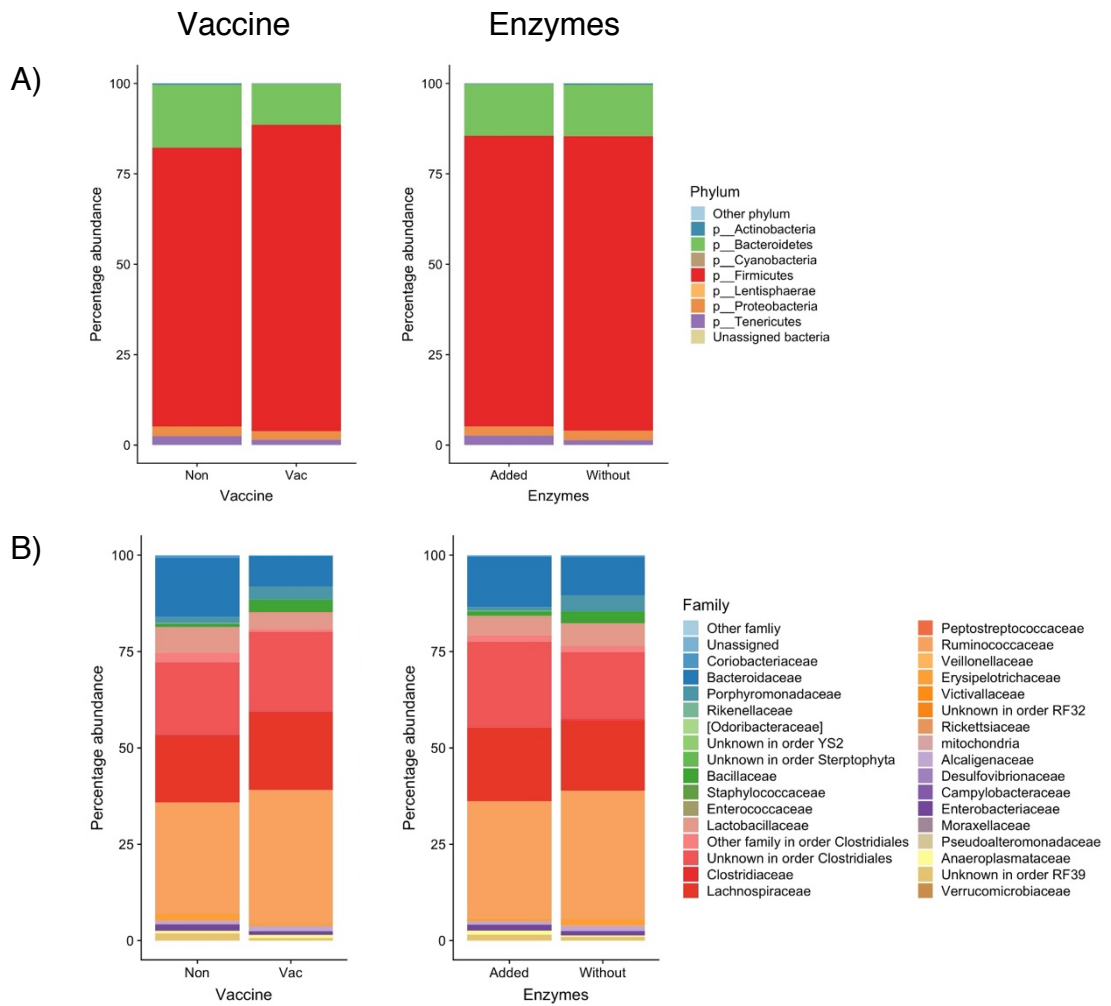 Vaccine
Enzymes
A)
Percentage abundance
100
75
50
25
0
Non
Vac
Vaccine
Percentage abundance
100
75
50
25
0
Added
Without
Enzymes
Phylum
Other phylum
p__Actinobacteria
p__Bacteroidetes
p__Cyanobacteria
p__Firmicutes
p__Lentisphaerae
p__Proteobacteria
p__Tenericutes
Unassigned bacteria
B)
Percentage abundance
100
75
50
25
0
Non
Vac
Vaccine
Percentage abundance
100
75
50
25
0
Added
Without
Enzymes
Family
Other famliy
Unassigned
Coriobacteriaceae
Bacteroidaceae
Porphyromonadaceae
Rikenellaceae
[Odoribacteraceae]
Unknown in order YS2
Unknown in order Sterptophyta
Bacillaceae
Staphylococcaceae
Enterococcaceae
Lactobacillaceae
Other family in order Clostridiales
Unknown in order Clostridiales
Clostridiaceae
Lachnospiraceae
Peptostreptococcaceae
Ruminococcaceae
Veillonellaceae
Erysipelotrichaceae
Victivallaceae
Unknown in order RF32
Rickettsiaceae
mitochondria
Alcaligenaceae
Desulfovibrionaceae
Campylobacteraceae
Enterobacteriaceae
Moraxellaceae
Pseudoalteromonadaceae
Anaeroplasmataceae
Unknown in order RF39
Verrucomicrobiaceae